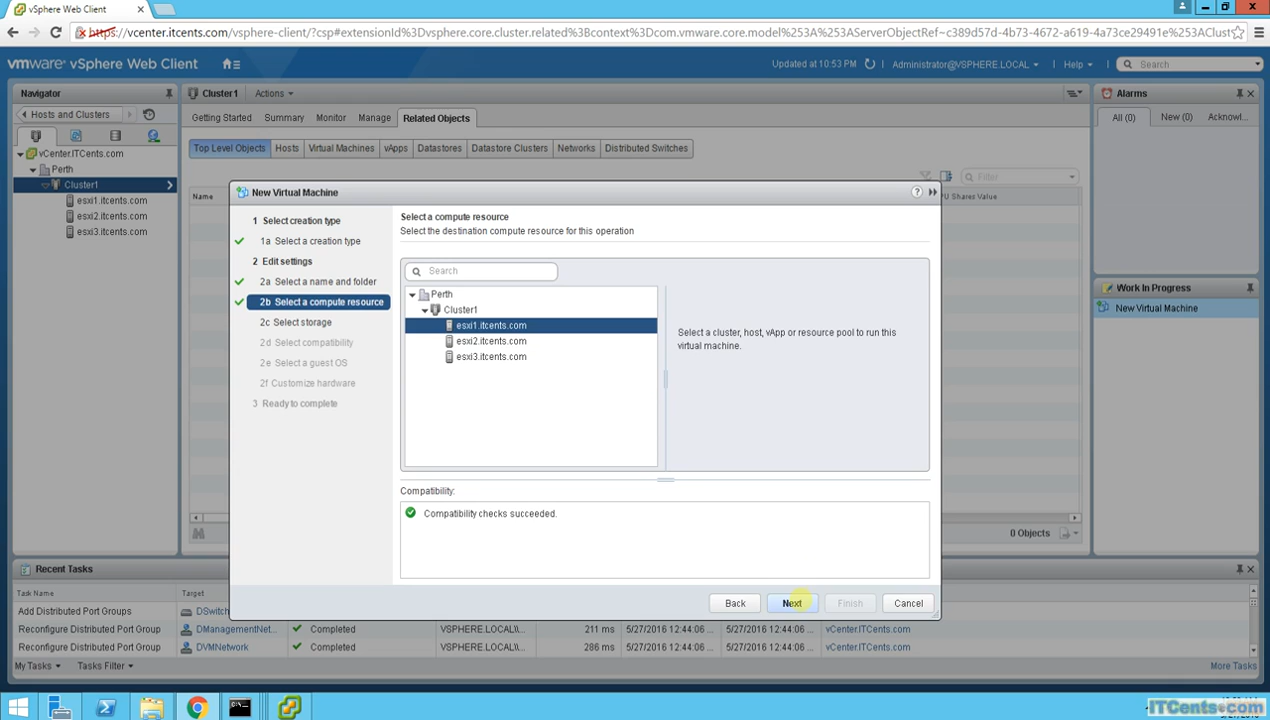 vSphere Web Client
https://vcenter.itcents.com/vsphere-client/?csp#extensionId%3Dvsphere.core.cluster.related%3Bcontext%3Dcom.vmware.core.model%253A%253AServerObjectRef~c389d57d-4b73-4672-a619-4a73ce29491e%253AClust
vmware vSphere Web Client
Updated at 10:53 PM
Administrator@VSPHERE.LOCAL
Help
Search
Navigator
Hosts and Clusters
vCenter.ITCents.com
Perth
Cluster1
esxi1.itcents.com
esxi2.itcents.com
esxi3.itcents.com
Cluster1 Actions
Getting Started Summary Monitor Manage Related Objects
Top Level Objects Hosts Virtual Machines vApps Datastores Datastore Clusters Networks Distributed Switches
Filter
Name
U Shares Value
0 Objects
New Virtual Machine
1 Select creation type
1a Select a creation type
2 Edit settings
2a Select a name and folder
2b Select a compute resource
2c Select storage
2d Select compatibility
2e Select a guest OS
2f Customize hardware
3 Ready to complete
Select a compute resource
Select the destination compute resource for this operation
Search
Perth
Cluster1
esxi1.itcents.com
esxi2.itcents.com
esxi3.itcents.com
Select a cluster, host, vApp or resource pool to run this
virtual machine.
Compatibility:
Compatibility checks succeeded.
Back Next Finish Cancel
Alarms
All (0) New (0) Acknowl...
Work In Progress
New Virtual Machine
Recent Tasks
Task Name Target
Add Distributed Port Groups DSwitch
Reconfigure Distributed Port Group DManagementNet... Completed VSPHERE.LOCAL\\... 211 ms 5/27/2016 12:44:06 ... 5/27/2016 12:44:06 ... vCenter.ITCents.com
Reconfigure Distributed Port Group DVMNetwork Completed VSPHERE.LOCAL\\... 286 ms 5/27/2016 12:44:06 ... 5/27/2016 12:44:06 ... vCenter.ITCents.com
My Tasks Tasks Filter More Tasks
ITCents.com